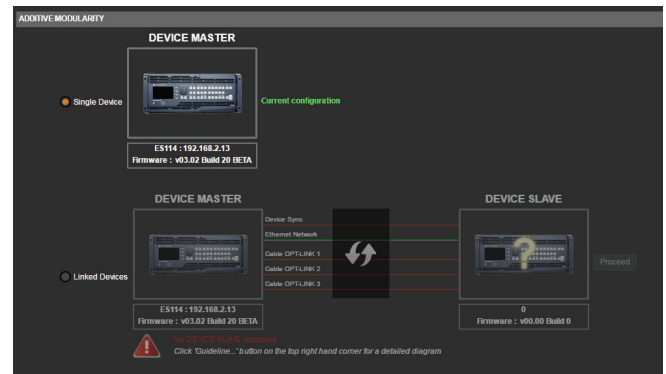 ADDITIVE MODULARITY
DEVICE MASTER
Single Device
Current configuration
ES114 : 192.168.2.13
Firmware : v03.02 Build 20 BETA
DEVICE MASTER
DEVICE SLAVE
Device Sync
Ethernet Network
Cable OPT-LINK 1
Cable OPT-LINK 2
Cable OPT-LINK 3
?
Proceed
Linked Devices
ES114 : 192.168.2.13
Firmware : v03.02 Build 20 BETA
0
Firmware : v00.00 Build 0
No DEVICE SLAVE response
Click 'Guideline...' button on the top right hand corner for a detailed diagram